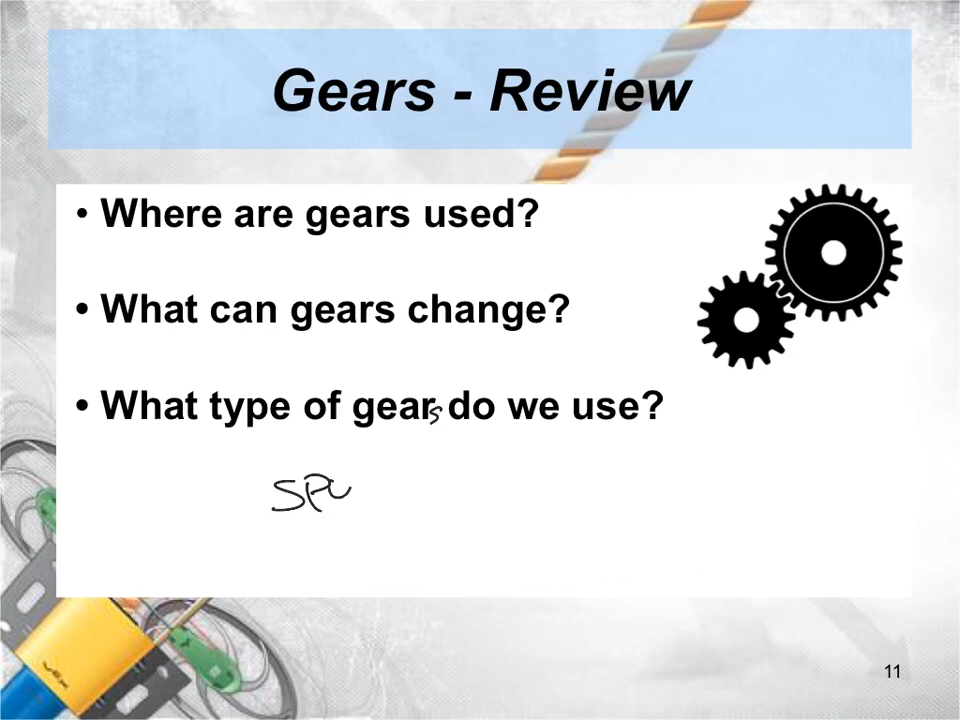 Gears - Review
• Where are gears used?
• What can gears change?
• What type of gears do we use?
SPU
11
VEX